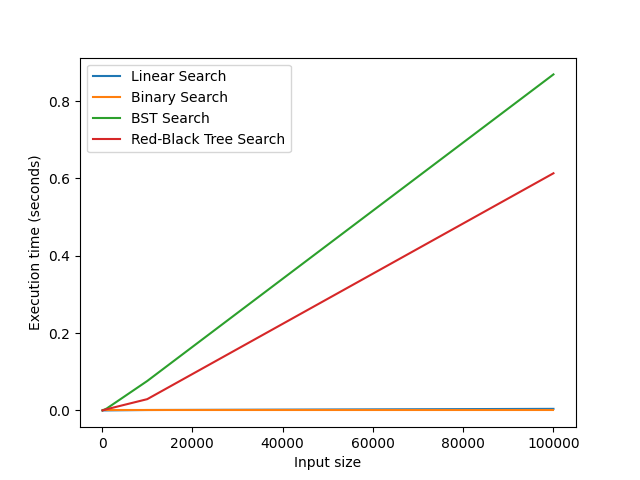 Linear Search
Binary Search
BST Search
Red-Black Tree Search
Execution time (seconds)
0.8
0.6
0.4
0.2
0.0
0 20000 40000 60000 80000 100000
Input size